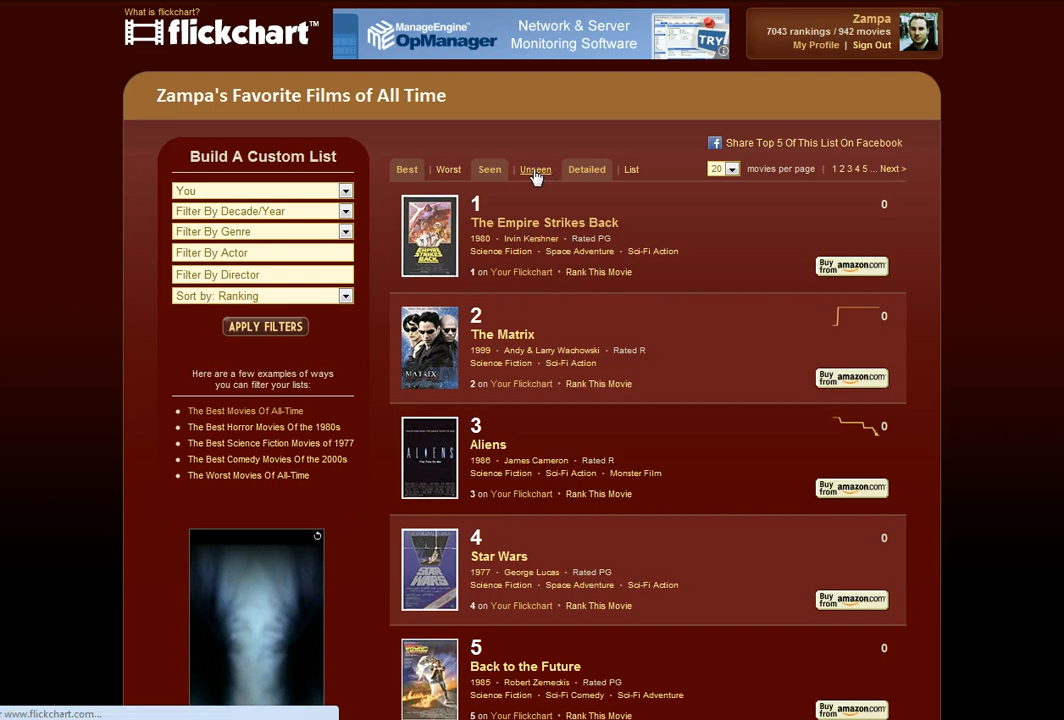 What is flickchart?
flickchart™
ManageEngine
OpManager
Network & Server
Monitoring Software
TRY
Zampa
7043 rankings / 942 movies
My Profile | Sign Out
Zampa's Favorite Films of All Time
Share Top 5 Of This List On Facebook
Build A Custom List
Best | Worst Seen | Unseen Detailed | List
20 movies per page | 1 2 3 4 5 ... Next >
You
Filter By Decade/Year
Filter By Genre
Filter By Actor
Filter By Director
Sort by: Ranking
APPLY FILTERS
Here are a few examples of ways
you can filter your lists:
The Best Movies Of All-Time
The Best Horror Movies Of the 1980s
The Best Science Fiction Movies of 1977
The Best Comedy Movies Of the 2000s
The Worst Movies Of All-Time
1
0
The Empire Strikes Back
1980 • Irvin Kershner • Rated PG
Science Fiction • Space Adventure • Sci-Fi Action
1 on Your Flickchart • Rank This Movie
Buy from amazon.com
EMPIRE STRIKES BACK
2
0
The Matrix
1999 • Andy & Larry Wachowski • Rated R
Science Fiction • Sci-Fi Action
2 on Your Flickchart • Rank This Movie
Buy from amazon.com
MATRIX
3
0
Aliens
1986 • James Cameron • Rated R
Science Fiction • Sci-Fi Action • Monster Film
3 on Your Flickchart • Rank This Movie
Buy from amazon.com
ALIENS
4
0
Star Wars
1977 • George Lucas • Rated PG
Science Fiction • Space Adventure • Sci-Fi Action
4 on Your Flickchart • Rank This Movie
Buy from amazon.com
STAR WARS
5
0
Back to the Future
1985 • Robert Zemeckis • Rated PG
Science Fiction • Sci-Fi Comedy • Sci-Fi Adventure
5 on Your Flickchart • Rank This Movie
Buy from amazon.com
www.flickchart.com...